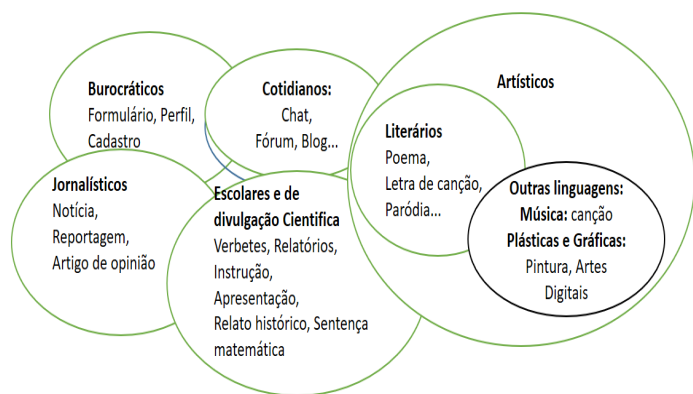 Burocráticos
Formulário, Perfil,
Cadastro
Cotidianos:
Chat,
Fórum, Blog...
Artísticos
Literários
Poema,
Letra de canção,
Paródia...
Outras linguagens:
Música: canção
Plásticas e Gráficas:
Pintura, Artes
Digitais
Jornalísticos
Notícia,
Reportagem,
Artigo de opinião
Escolares e de
divulgação Cientifica
Verbetes, Relatórios,
Instrução,
Apresentação,
Relato histórico, Sentença
matemática